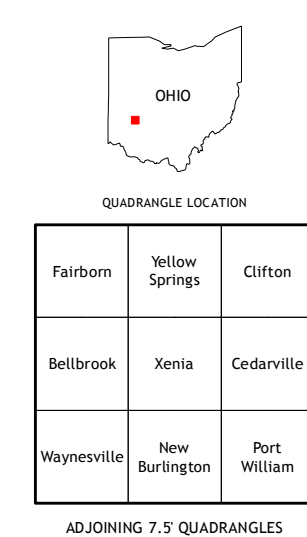 OHIO
QUADRANGLE LOCATION
Fairborn
Yellow
Springs
Clifton
Bellbrook
Xenia
Cedarville
Waynesville
New
Burlington
Port
William
ADJOINING 7.5' QUADRANGLES